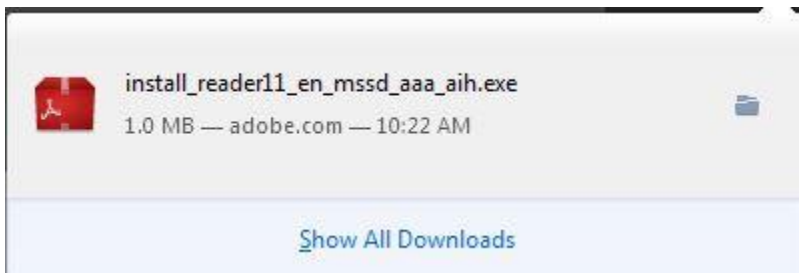 install_reader11_en_mssd_aaa_aih.exe
1.0 MB — adobe.com — 10:22 AM
Show All Downloads